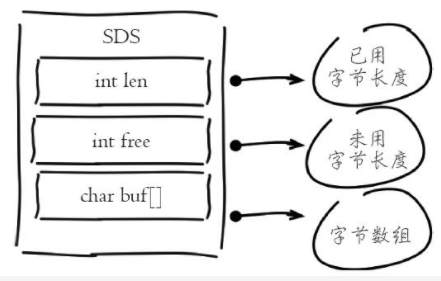 SDS
int len
已用
字节长度
int free
未用
字节长度
char buf[]
字节数组